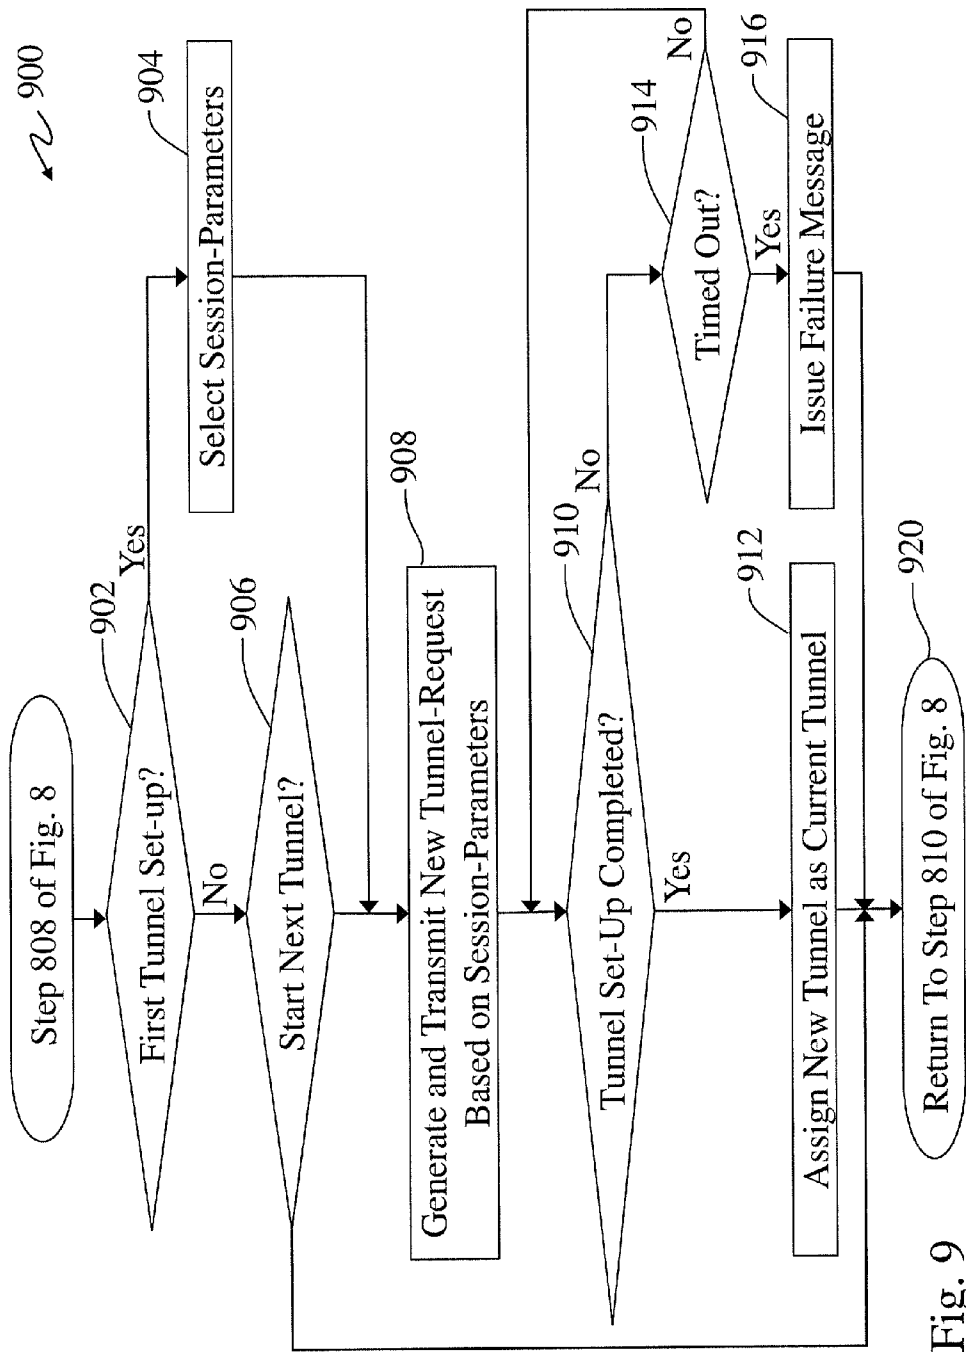 900
Step 808 of Fig. 8
902
First Tunnel Set-up?
Yes
No
904
Select Session-Parameters
906
Start Next Tunnel?
908
Generate and Transmit New Tunnel-Request
Based on Session-Parameters
910
Tunnel Set-Up Completed?
No
Yes
914
Timed Out?
No
Yes
912
Assign New Tunnel as Current Tunnel
916
Issue Failure Message
920
Return To Step 810 of Fig. 8
Fig. 9